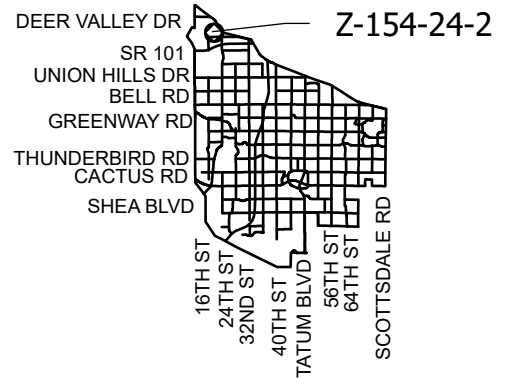 DEER VALLEY DR
Z-154-24-2
SR 101
UNION HILLS DR
BELL RD
GREENWAY RD
THUNDERBIRD RD
CACTUS RD
SHEA BLVD
16TH ST
24TH ST
32ND ST
40TH ST
TATUM BLVD
56TH ST
64TH ST
SCOTTSDALE RD